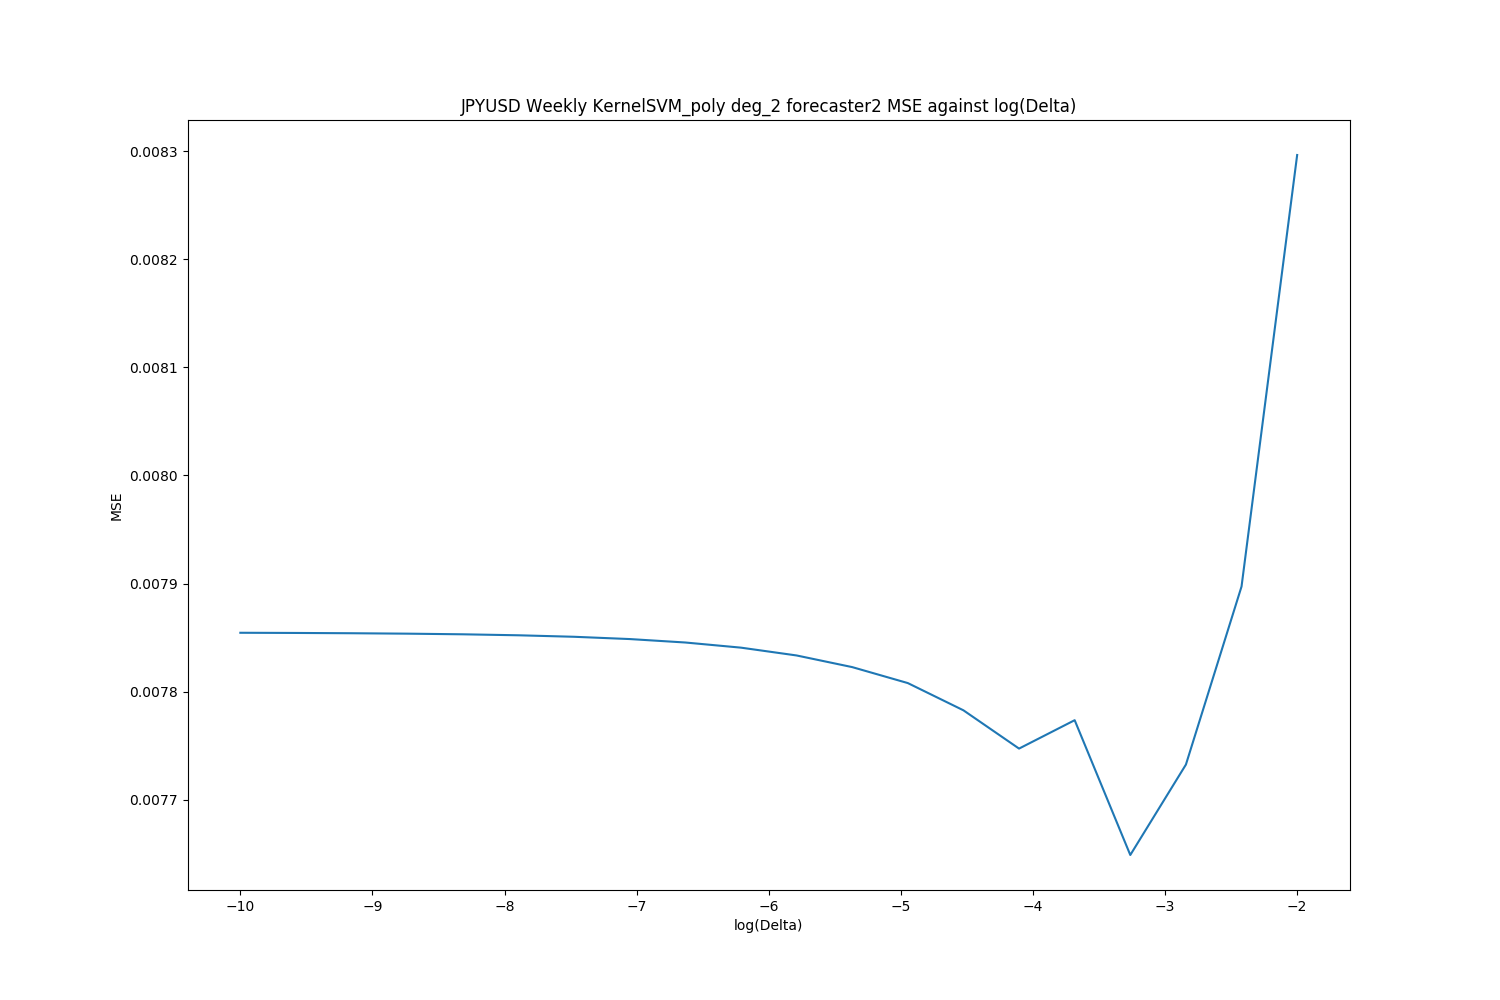 JPYUSD Weekly KernelSVM_poly deg_2 forecaster2 MSE against log(Delta)
0.0083
0.0082
0.0081
0.0080
0.0079
0.0078
0.0077
MSE
−10 −9 −8 −7 −6 −5 −4 −3 −2
log(Delta)